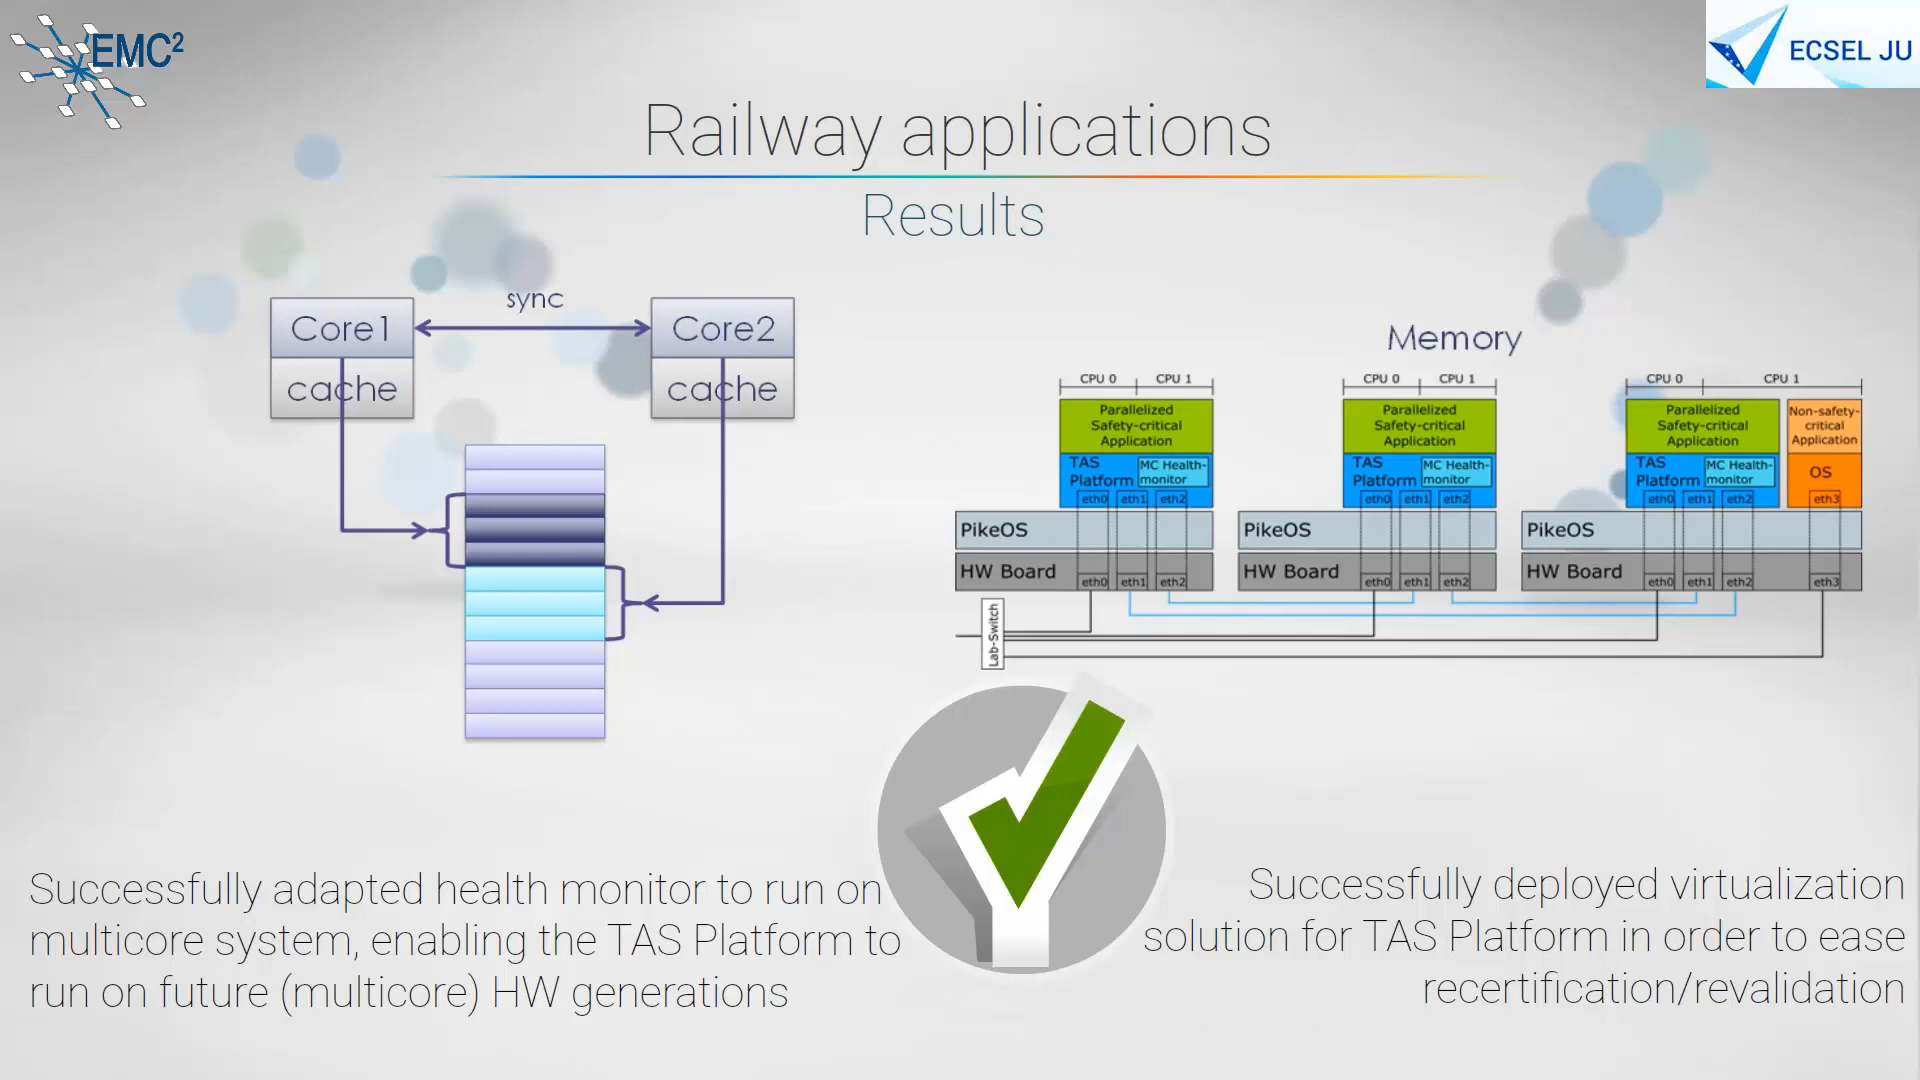 EMC²
ECSEL JU
Railway applications
Results
sync
Core1
Core2
cache
cache
Memory
CPU 0
CPU 1
Parallelized
Safety-critical
Application
TAS
Platform
MC Health-
monitor
eth0
eth1
eth2
PikeOS
HW Board
eth0
eth1
eth2
CPU 0
CPU 1
Parallelized
Safety-critical
Application
TAS
Platform
MC Health-
monitor
eth0
eth1
eth2
PikeOS
HW Board
eth0
eth1
eth2
CPU 0
CPU 1
Parallelized
Safety-critical
Application
TAS
Platform
MC Health-
monitor
eth0
eth1
eth2
Non-safety-
critical
Application
OS
eth3
PikeOS
HW Board
eth0
eth1
eth2
eth3
Lab-Switch
Successfully adapted health monitor to run on
multicore system, enabling the TAS Platform to
run on future (multicore) HW generations
Successfully deployed virtualization
solution for TAS Platform in order to ease
recertification/revalidation